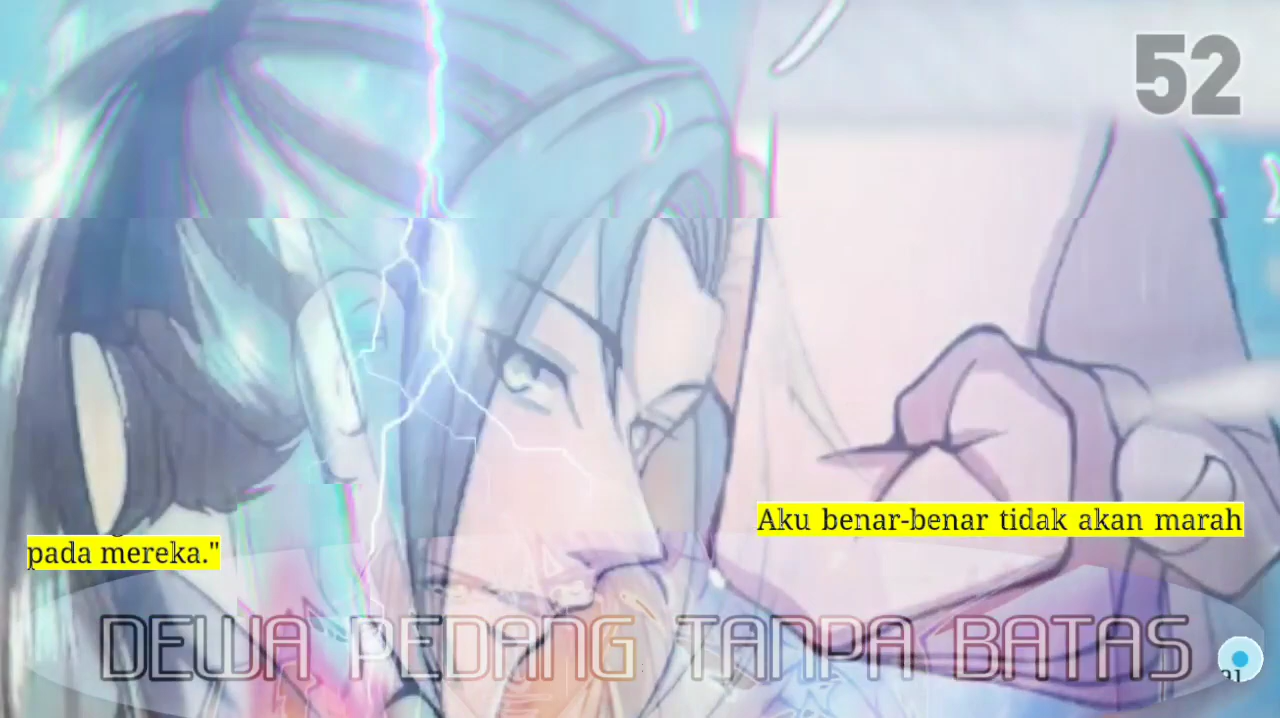 52
Aku benar-benar tidak akan marah
pada mereka."
DEWA PEDANG TANPA BATAS